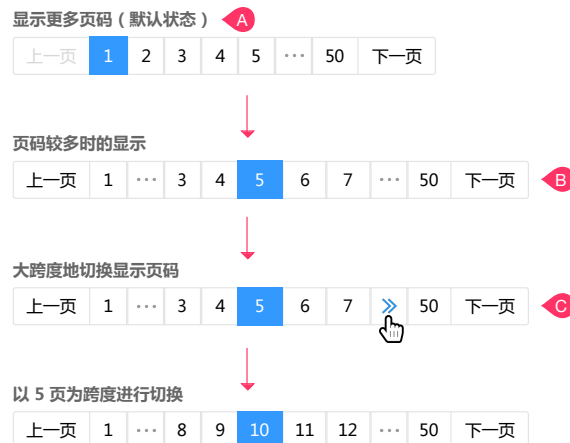 显示更多页码（默认状态） A
上一页 1 2 3 4 5 ··· 50 下一页
页码较多时的显示
上一页 1 ··· 3 4 5 6 7 ··· 50 下一页 B
大跨度地切换显示页码
上一页 1 ··· 3 4 5 6 7 » 50 下一页 C
以 5 页为跨度进行切换
上一页 1 ··· 8 9 10 11 12 ··· 50 下一页